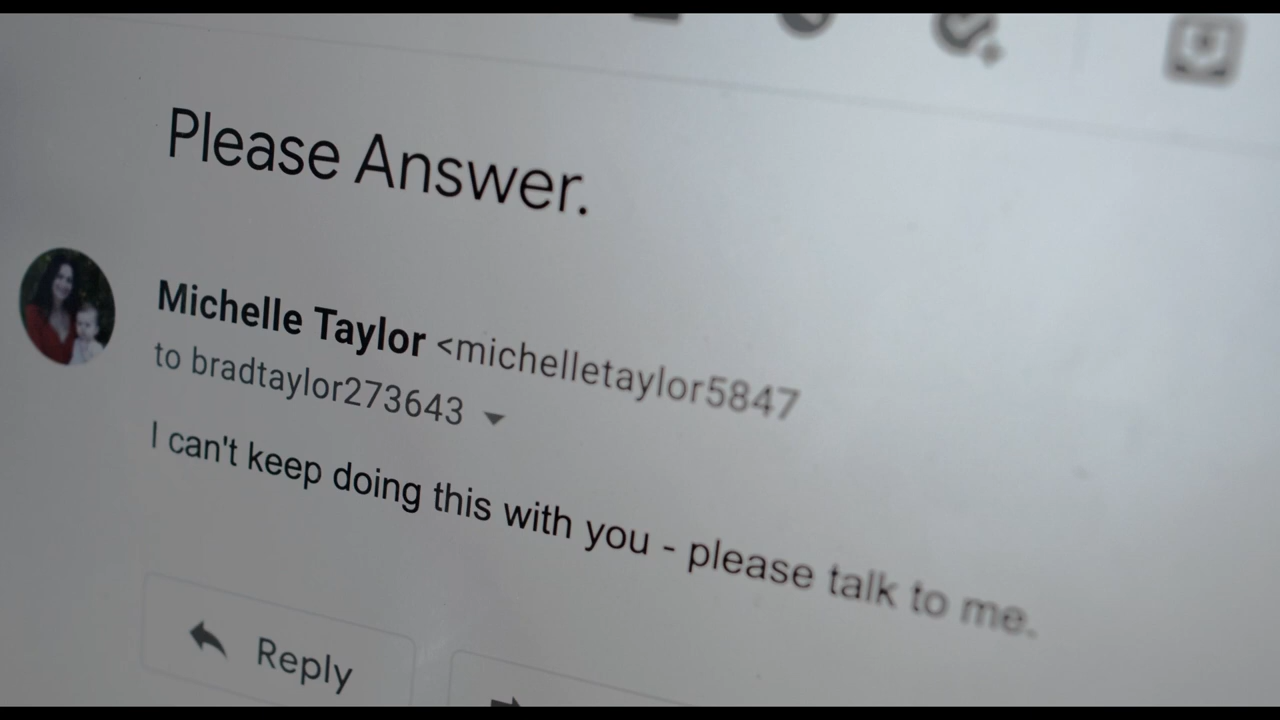 Please Answer.
Michelle Taylor <michelletaylor5847
to bradtaylor273643
I can't keep doing this with you - please talk to me.
Reply